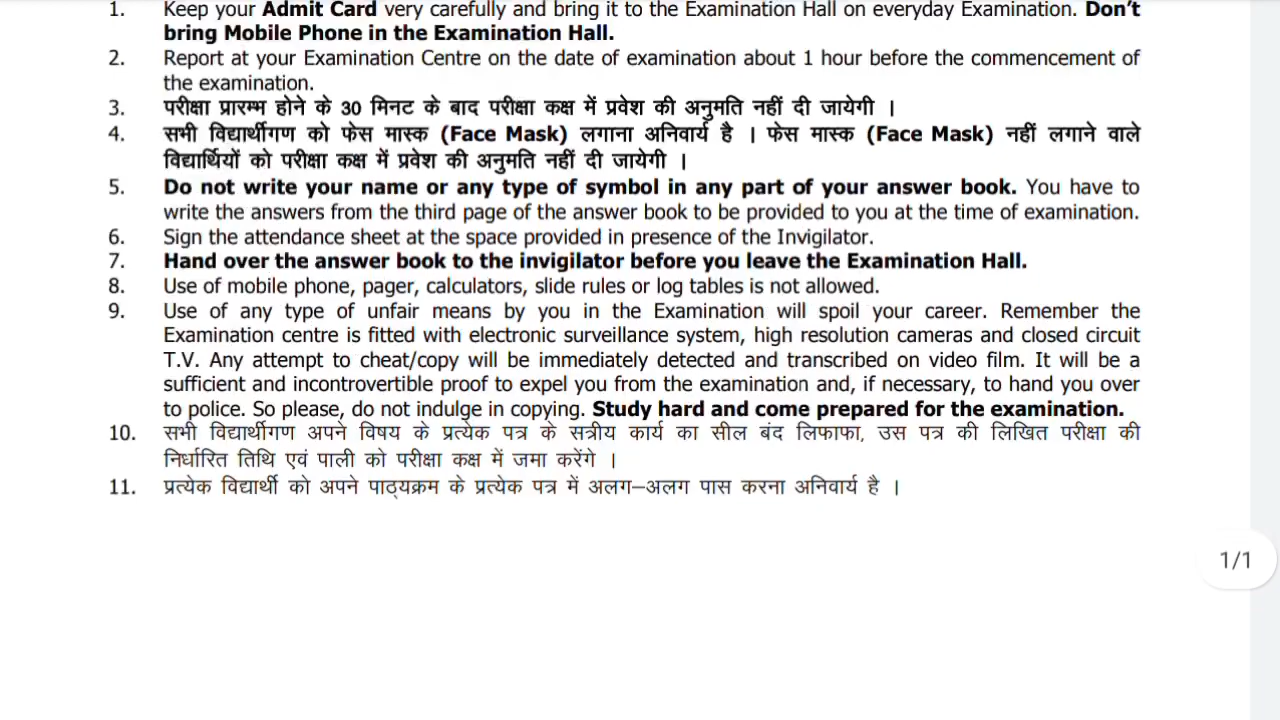 1. Keep your Admit Card very carefully and bring it to the Examination Hall on everyday Examination. Don't
bring Mobile Phone in the Examination Hall.
2. Report at your Examination Centre on the date of examination about 1 hour before the commencement of
the examination.
3. परीक्षा प्रारम्भ होने के 30 मिनट के बाद परीक्षा कक्ष में प्रवेश की अनुमति नहीं दी जायेगी ।
4. सभी विद्यार्थीगण को फेस मास्क (Face Mask) लगाना अनिवार्य है । फेस मास्क (Face Mask) नहीं लगाने वाले
विद्यार्थियों को परीक्षा कक्ष में प्रवेश की अनुमति नहीं दी जायेगी ।
5. Do not write your name or any type of symbol in any part of your answer book. You have to
write the answers from the third page of the answer book to be provided to you at the time of examination.
6. Sign the attendance sheet at the space provided in presence of the Invigilator.
7. Hand over the answer book to the invigilator before you leave the Examination Hall.
8. Use of mobile phone, pager, calculators, slide rules or log tables is not allowed.
9. Use of any type of unfair means by you in the Examination will spoil your career. Remember the
Examination centre is fitted with electronic surveillance system, high resolution cameras and closed circuit
T.V. Any attempt to cheat/copy will be immediately detected and transcribed on video film. It will be a
sufficient and incontrovertible proof to expel you from the examination and, if necessary, to hand you over
to police. So please, do not indulge in copying. Study hard and come prepared for the examination.
10. सभी विद्यार्थीगण अपने विषय के प्रत्येक पत्र के सत्रीय कार्य का सील बंद लिफाफा, उस पत्र की लिखित परीक्षा की
निर्धारित तिथि एवं पाली को परीक्षा कक्ष में जमा करेंगे ।
11. प्रत्येक विद्यार्थी को अपने पाठ्यक्रम के प्रत्येक पत्र में अलग–अलग पास करना अनिवार्य है ।
1/1